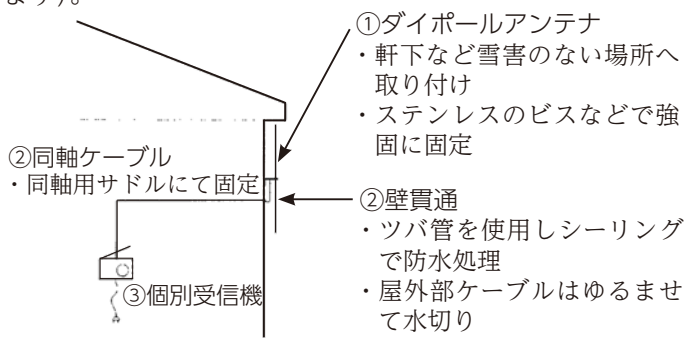 ます)。
①ダイポールアンテナ
・軒下など雪害のない場所へ
取り付け
・ステンレスのビスなどで強
固に固定
②同軸ケーブル
・同軸用サドルにて固定
②壁貫通
・ツバ管を使用しシーリング
で防水処理
・屋外部ケーブルはゆるませ
て水切り
③個別受信機